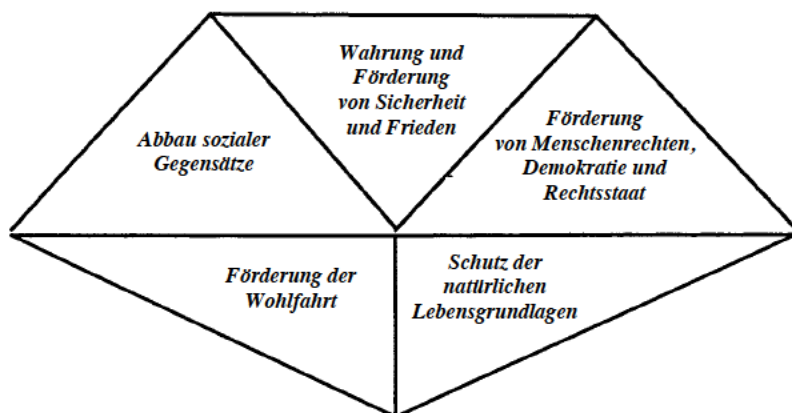 Wahrung und
Förderung
von Sicherheit
und Frieden
Abbau sozialer
Gegensätze
Förderung
von Menschenrechten,
Demokratie und
Rechtsstaat
Förderung der
Wohlfahrt
Schutz der
natürlichen
Lebensgrundlagen